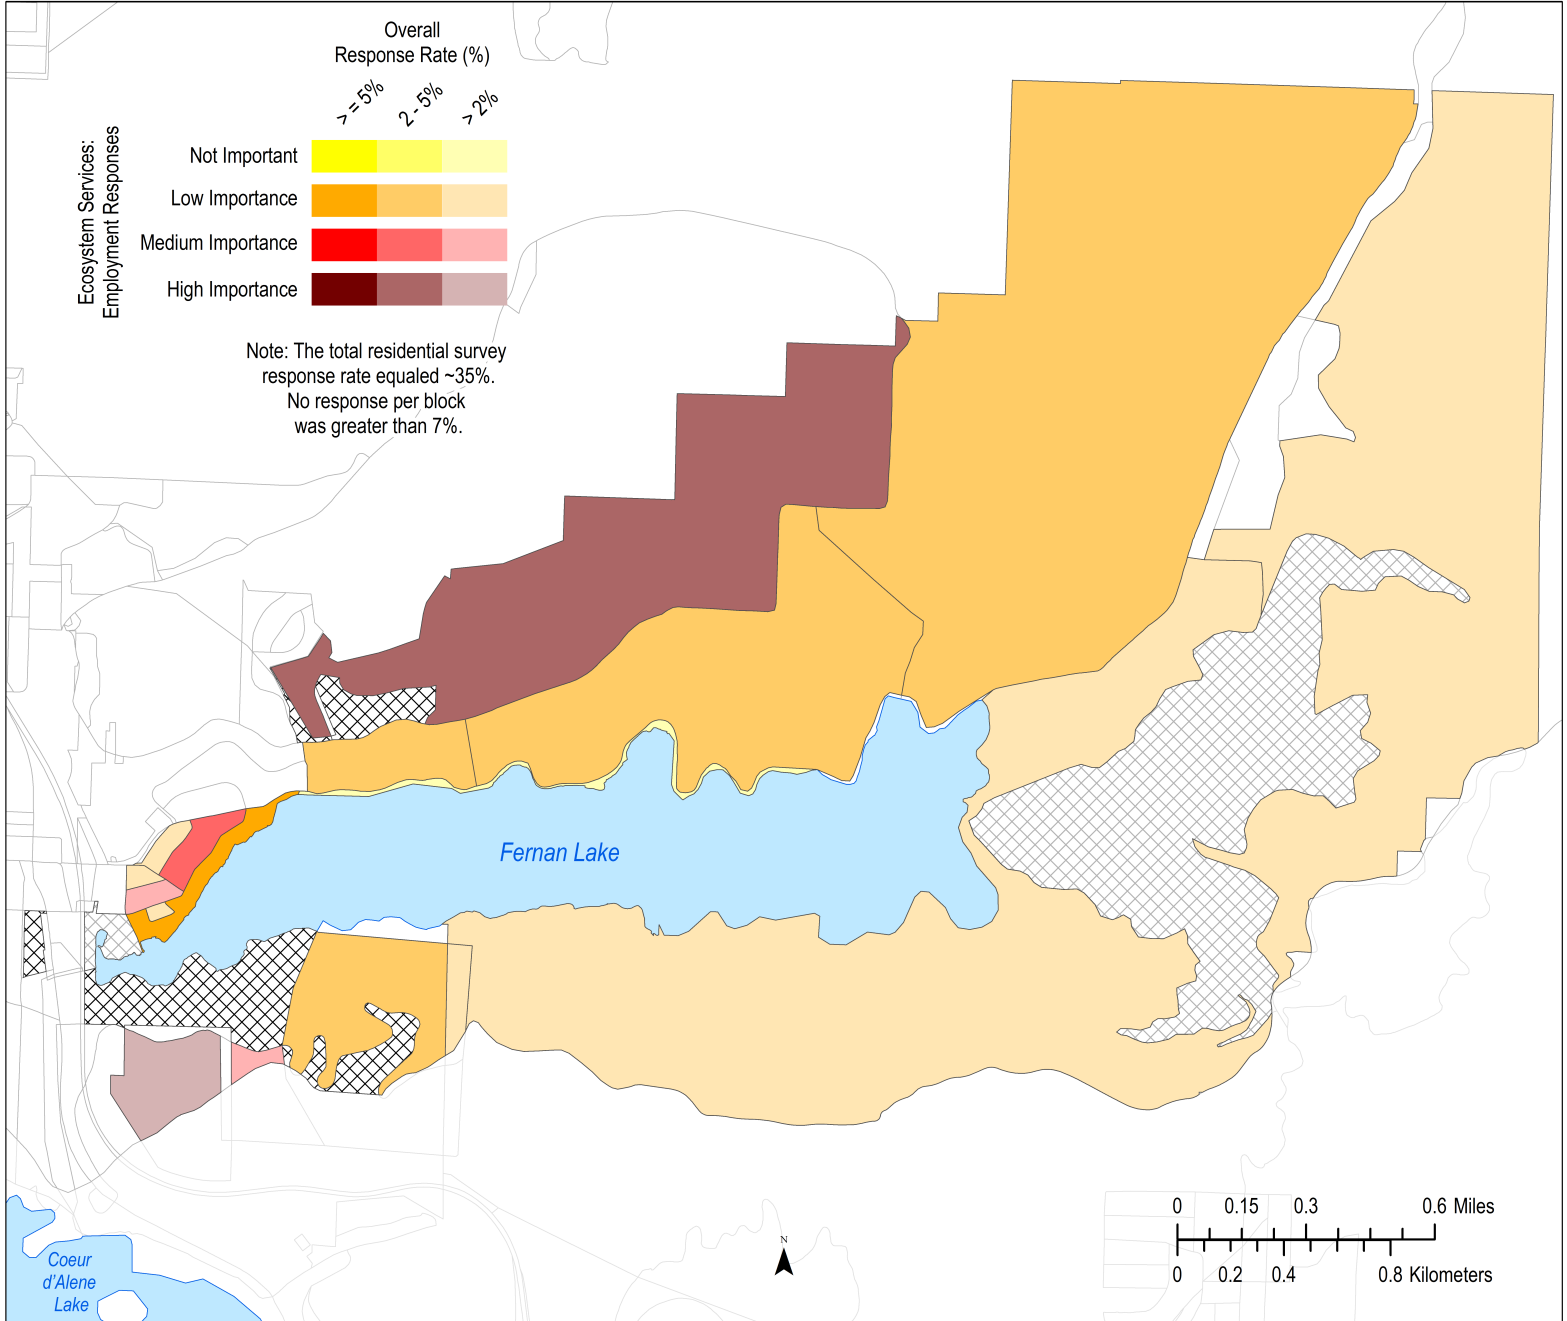 Overall
Response Rate (%)
> = 5%
2 - 5%
> 2%
Ecosystem Services:
Employment Responses
Not Important
Low Importance
Medium Importance
High Importance
Note: The total residential survey
response rate equaled ~35%.
No response per block
was greater than 7%.
Fernan Lake
Coeur
d'Alene
Lake
N
0 0.15 0.3 0.6 Miles
0 0.2 0.4 0.8 Kilometers